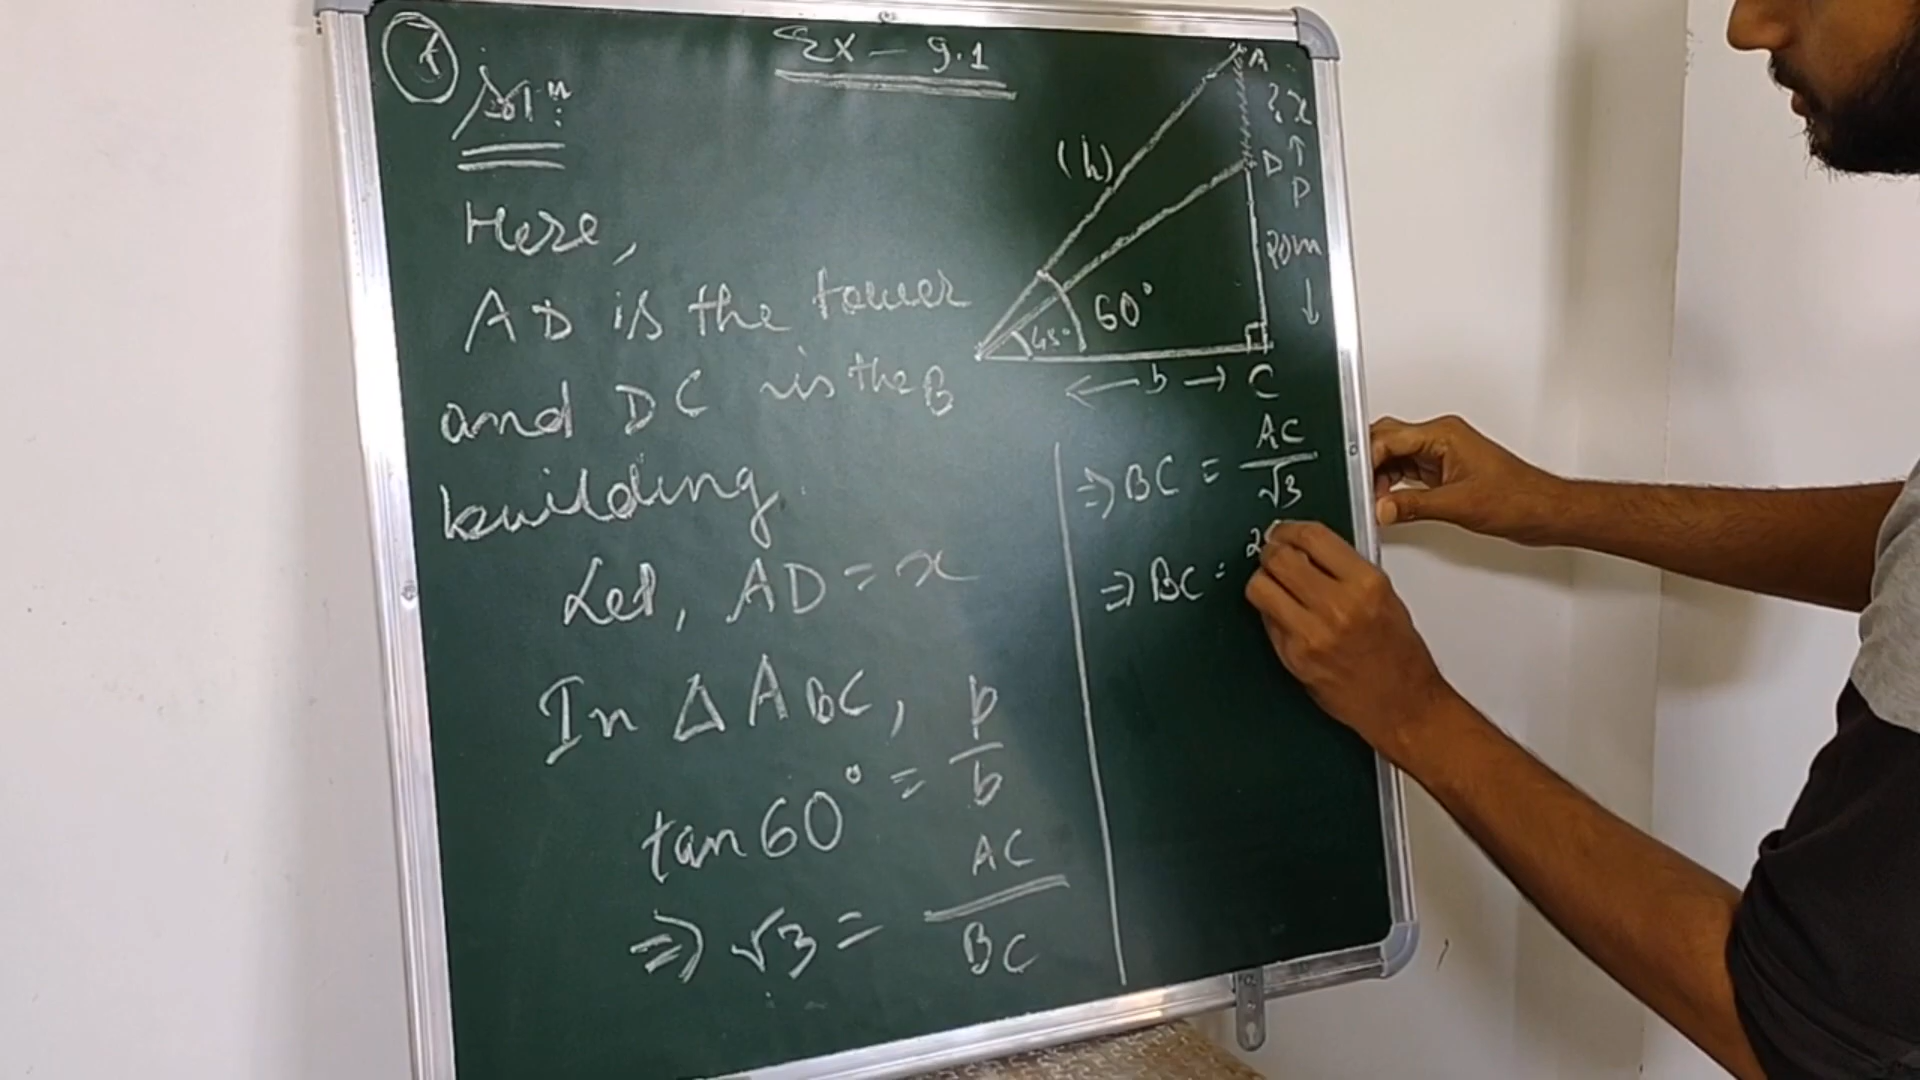 7
Ex - 9.1
Solⁿ:
Here,
AD is the tower
and DC is the
building.
Let, AD = x
In Δ ABC,
tan 60° = p/b
⇒ √3 = AC/BC
A
? x
(h)
D
↑
P
20m
↓
60°
45°
B
← b →
C
⇒ BC = AC/√3
⇒ BC = 2